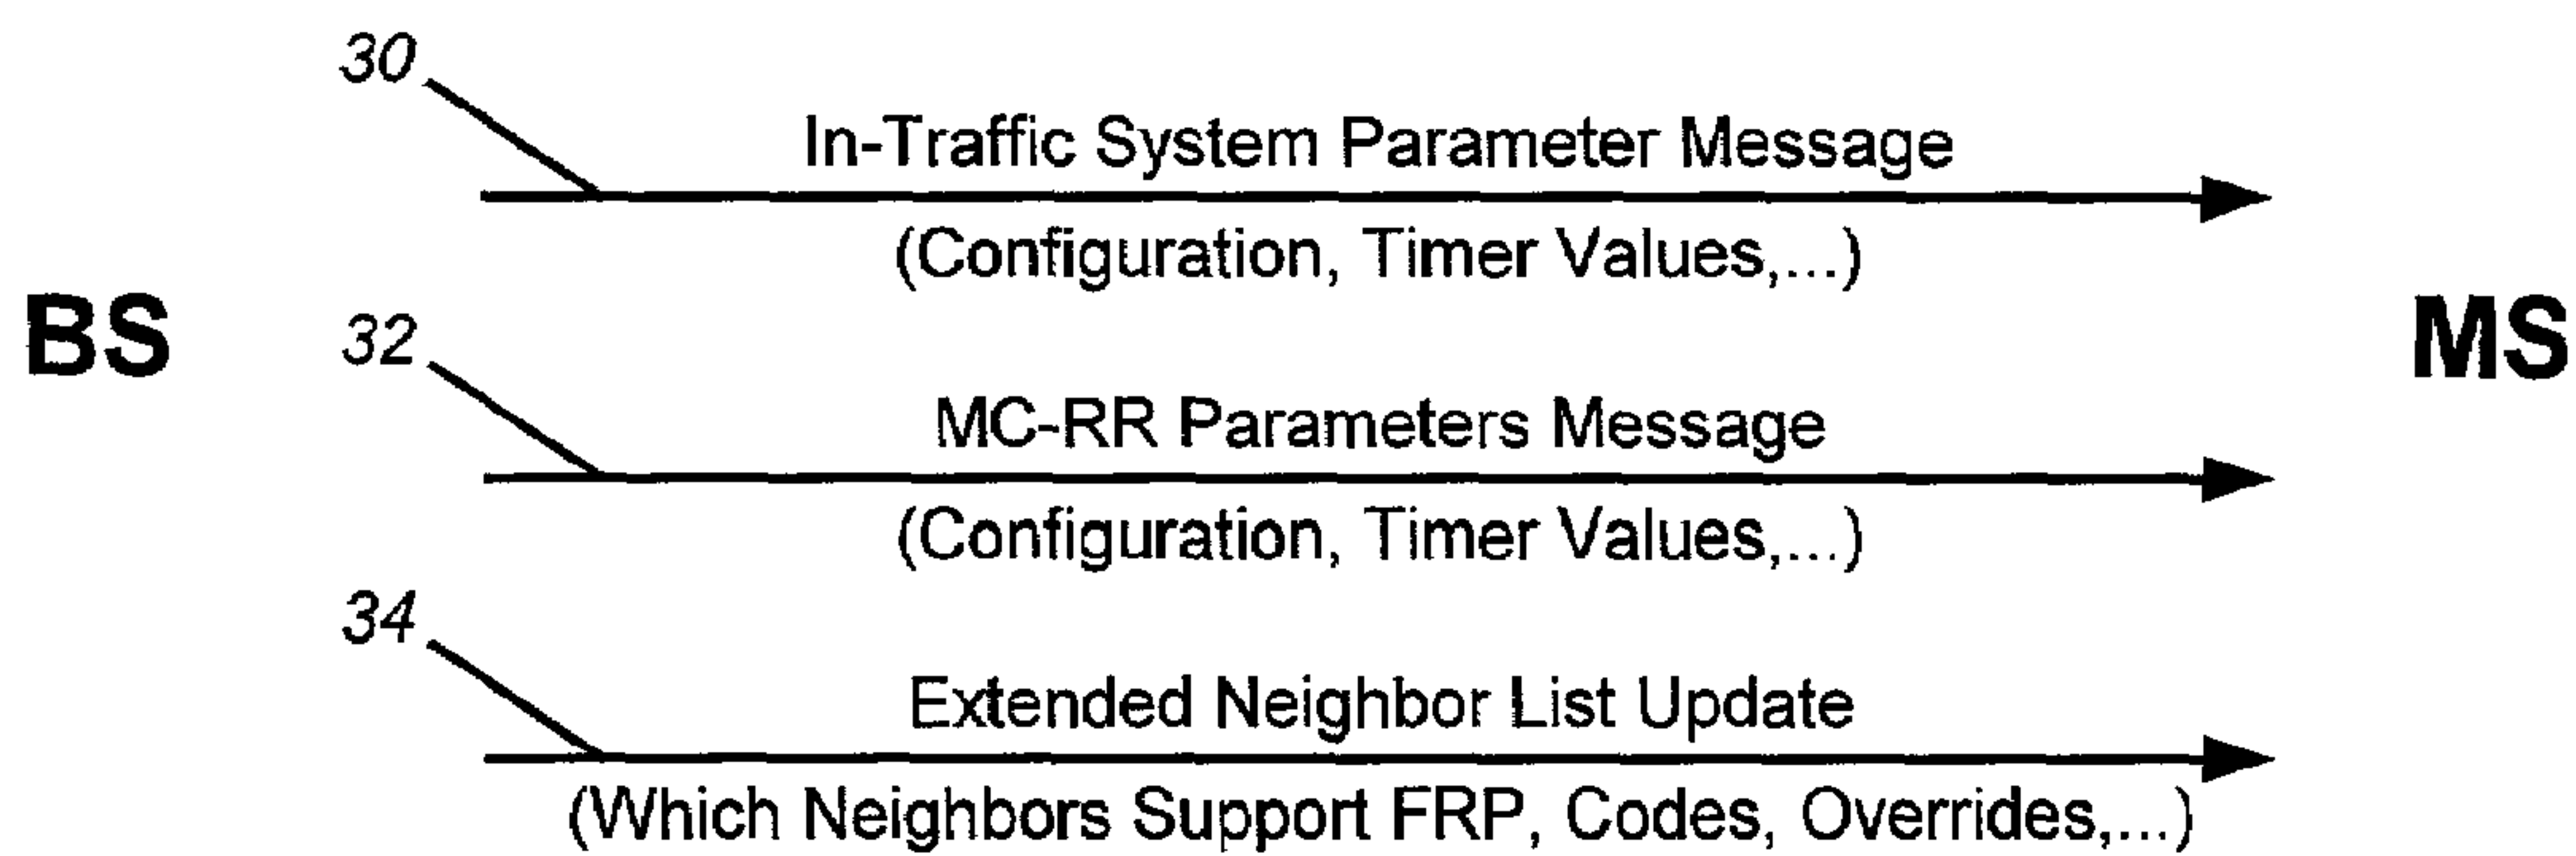 30
In-Traffic System Parameter Message
(Configuration, Timer Values,...)
BS
MS
32
MC-RR Parameters Message
(Configuration, Timer Values,...)
34
Extended Neighbor List Update
(Which Neighbors Support FRP, Codes, Overrides,...)